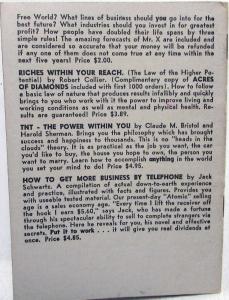 Free World? What lines of business should you go into for the
best future? What industries should you invest in for greatest
profit? How people have doubled their life spans by three
simple rules. The amazing forecasts of Mr. X are included and
are considered so accurate that your money will be refunded
if any one of them does not come true at any time within the
next five years! Price $2.00.
RICHES WITHIN YOUR REACH. (The Law of the Higher Po-
tential) by Robert Collier. (Complimentary copy of ACRES
OF DIAMONDS included with first 1000 orders). How to follow
a basic law of nature that produces results infallibly and quickly
brings to you who work with it the power to improve living and
working conditions as well as mental and physical health. Re-
sults are guaranteed! Price $3.89.
TNT - THE POWER WITHIN YOU by Claude M. Bristol and
Harold Sherman. Brings you the philosophy which has brought
success and happiness to thousands. This is no "heads in the
clouds" theory. It is as practical as the job you want, the car
you'd like to buy, the house you hope to own, the person you
want to marry. Learn how to accomplish anything in the world
you set your mind to do! Price $4.95.
HOW TO GET MORE BUSINESS BY TELEPHONE by Jack
Schwartz. A compilation of actual down-to-earth experience
and practice, illustrated with facts and figures. Provides you
with useable tested material. Our present-day "Atomic" selling
age is a sales economy age. "Every time I lift the receiver off
the hook I earn $5.60," says Jack, who has made a fortune
through his spectacular ability to sell complete strangers via
the telephone. Here he reveals for you, his novel and effective
secrets. Put it to work . . . it will give you real dividends at
once. Price $4.85.